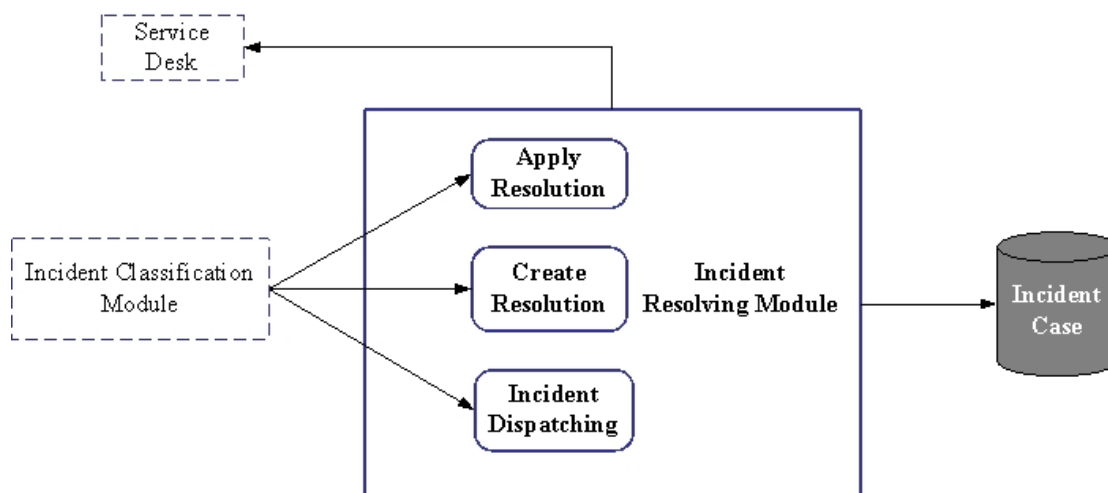 Service
Desk
Apply
Resolution
Incident Classification
Module
Create
Resolution
Incident
Resolving Module
Incident
Case
Incident
Dispatching